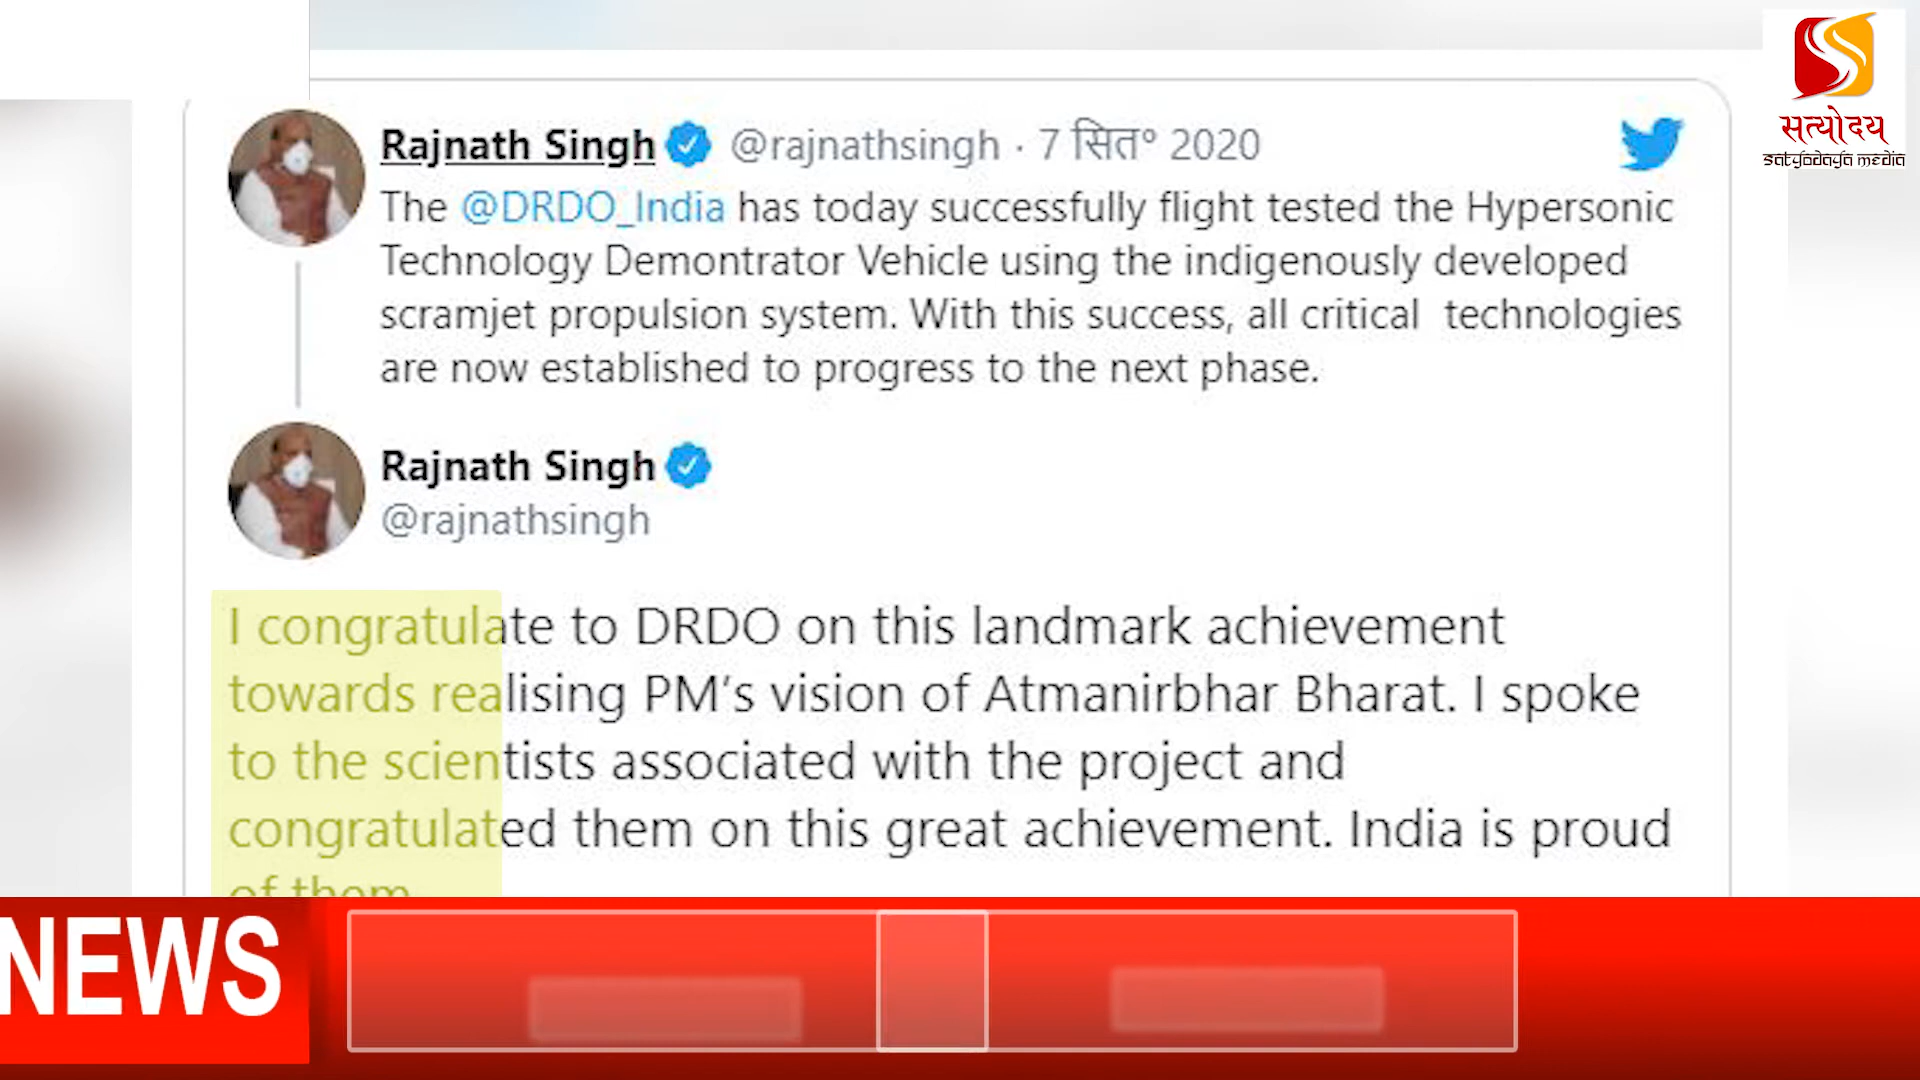 Rajnath Singh @rajnathsingh · 7 सित॰ 2020
The @DRDO_India has today successfully flight tested the Hypersonic
Technology Demontrator Vehicle using the indigenously developed
scramjet propulsion system. With this success, all critical technologies
are now established to progress to the next phase.
Rajnath Singh
@rajnathsingh
I congratulate to DRDO on this landmark achievement
towards realising PM's vision of Atmanirbhar Bharat. I spoke
to the scientists associated with the project and
congratulated them on this great achievement. India is proud
of them
NEWS
सत्योदय
satyodaya media